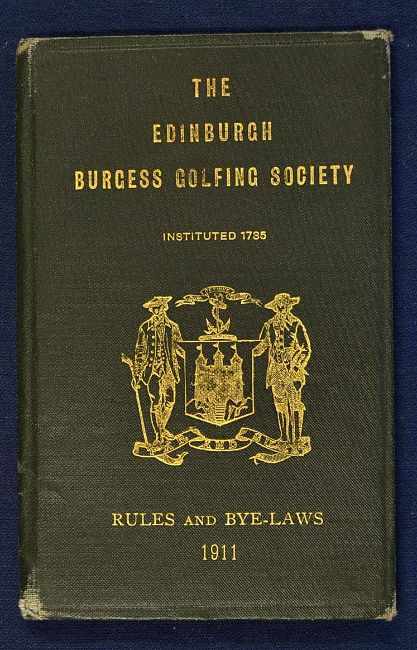 THE
EDINBURGH
BURGESS GOLFING SOCIETY
INSTITUTED 1735
RULES AND BYE-LAWS
1911